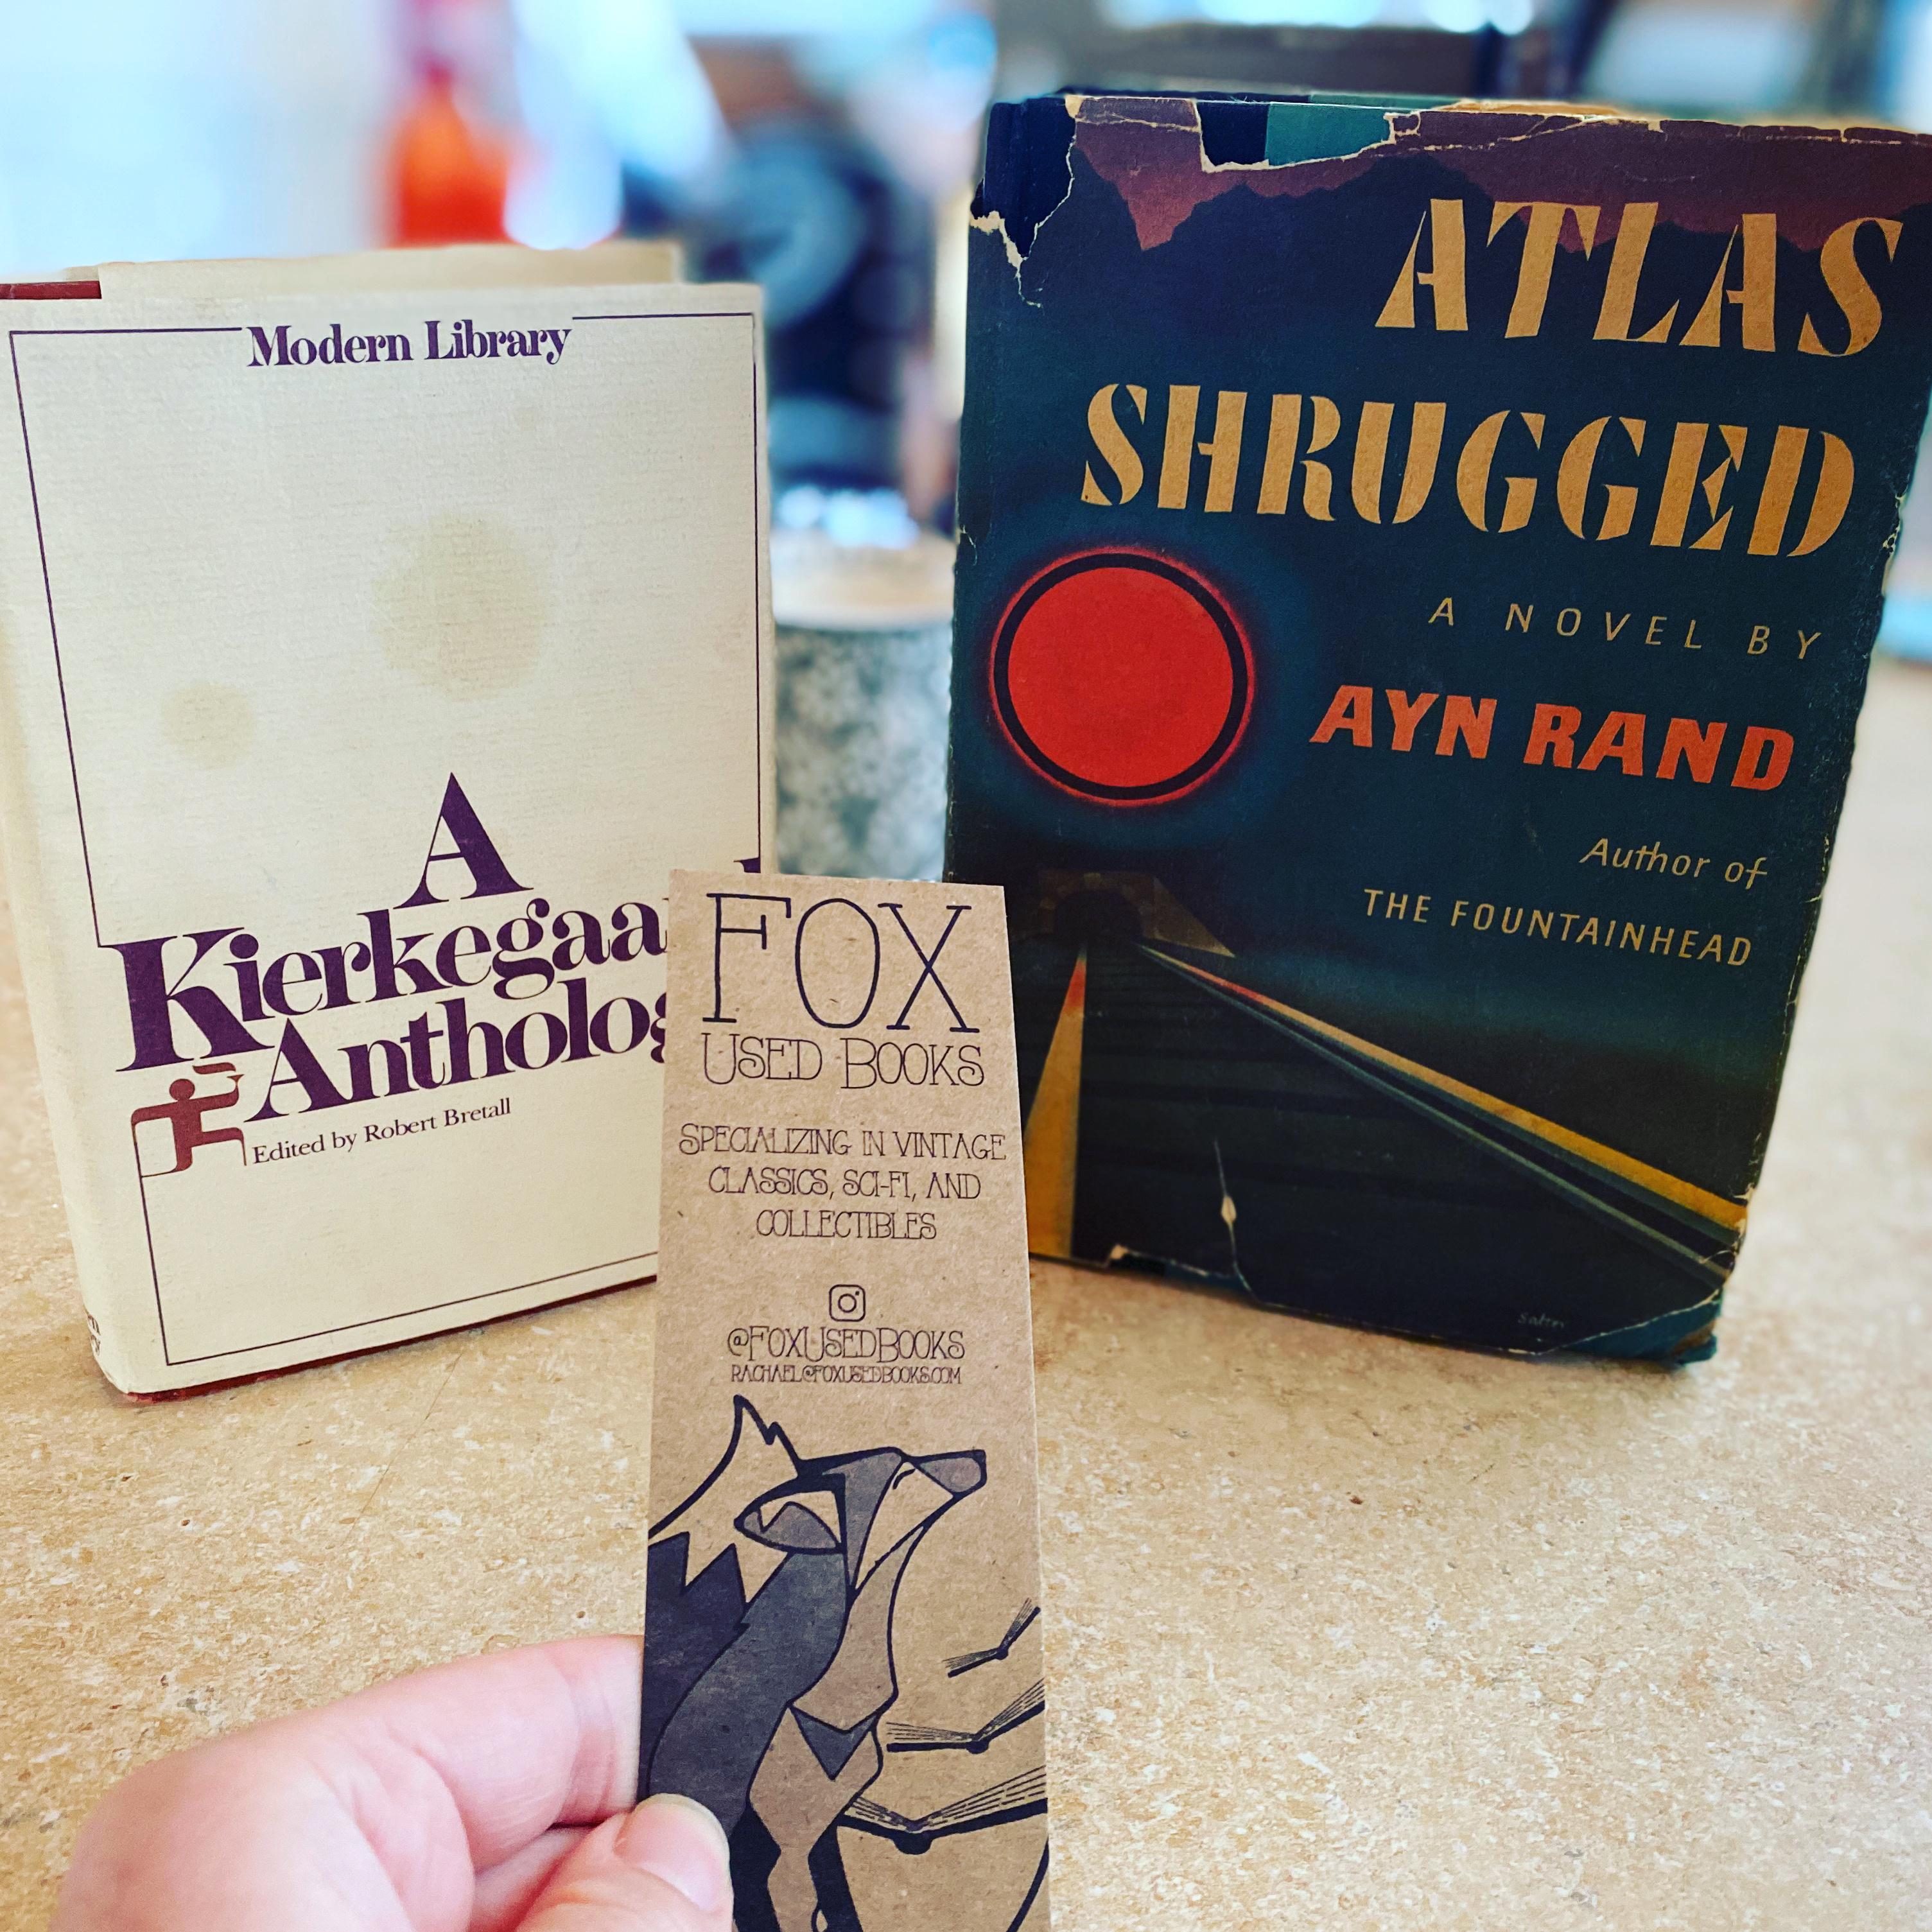 Modern Library
A
Kierkegaa
Antholog
Edited by Robert Bretall
ATLAS
SHRUGGED
A NOVEL BY
AYN RAND
Author of
THE FOUNTAINHEAD
Salter
FOX
USED BOOKS
SPECIALIZING IN VINTAGE
CLASSICS, SCI-FI, AND
COLLECTIBLES
@FOXUSEDBOOKS
RACHAEL@FOXUSEDBOOKS.COM